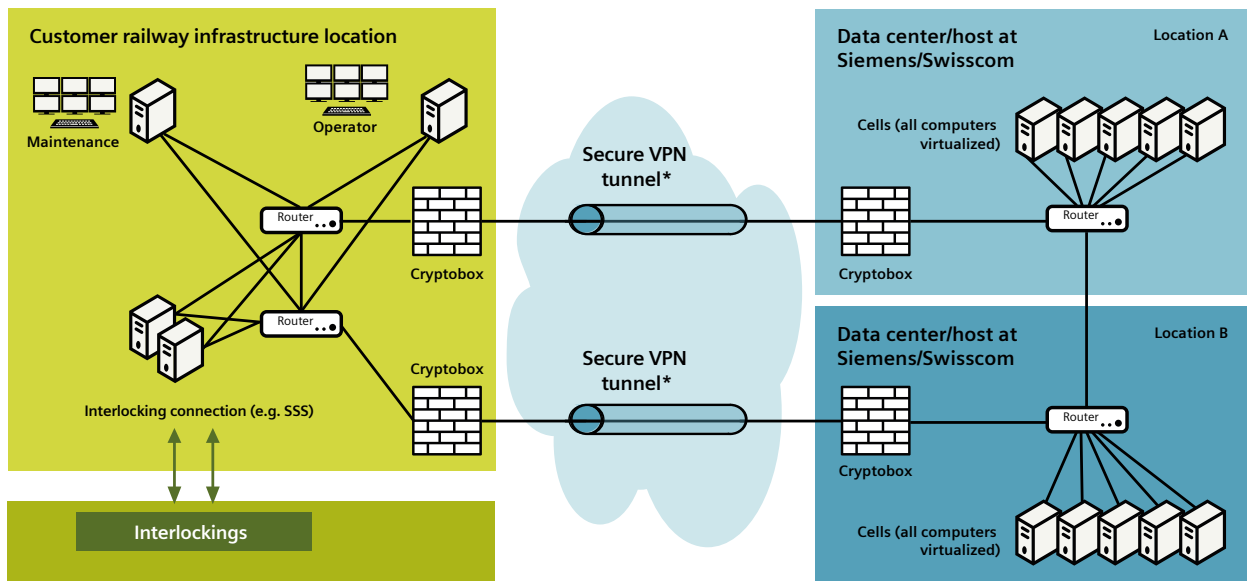 Customer railway infrastructure location
Maintenance
Operator
Router
Cryptobox
Router
Cryptobox
Interlocking connection (e.g. SSS)
Interlockings
Secure VPN
tunnel*
Secure VPN
tunnel*
Data center/host at
Siemens/Swisscom
Location A
Cells (all computers
virtualized)
Router
Cryptobox
Data center/host at
Siemens/Swisscom
Location B
Router
Cryptobox
Cells (all computers
virtualized)